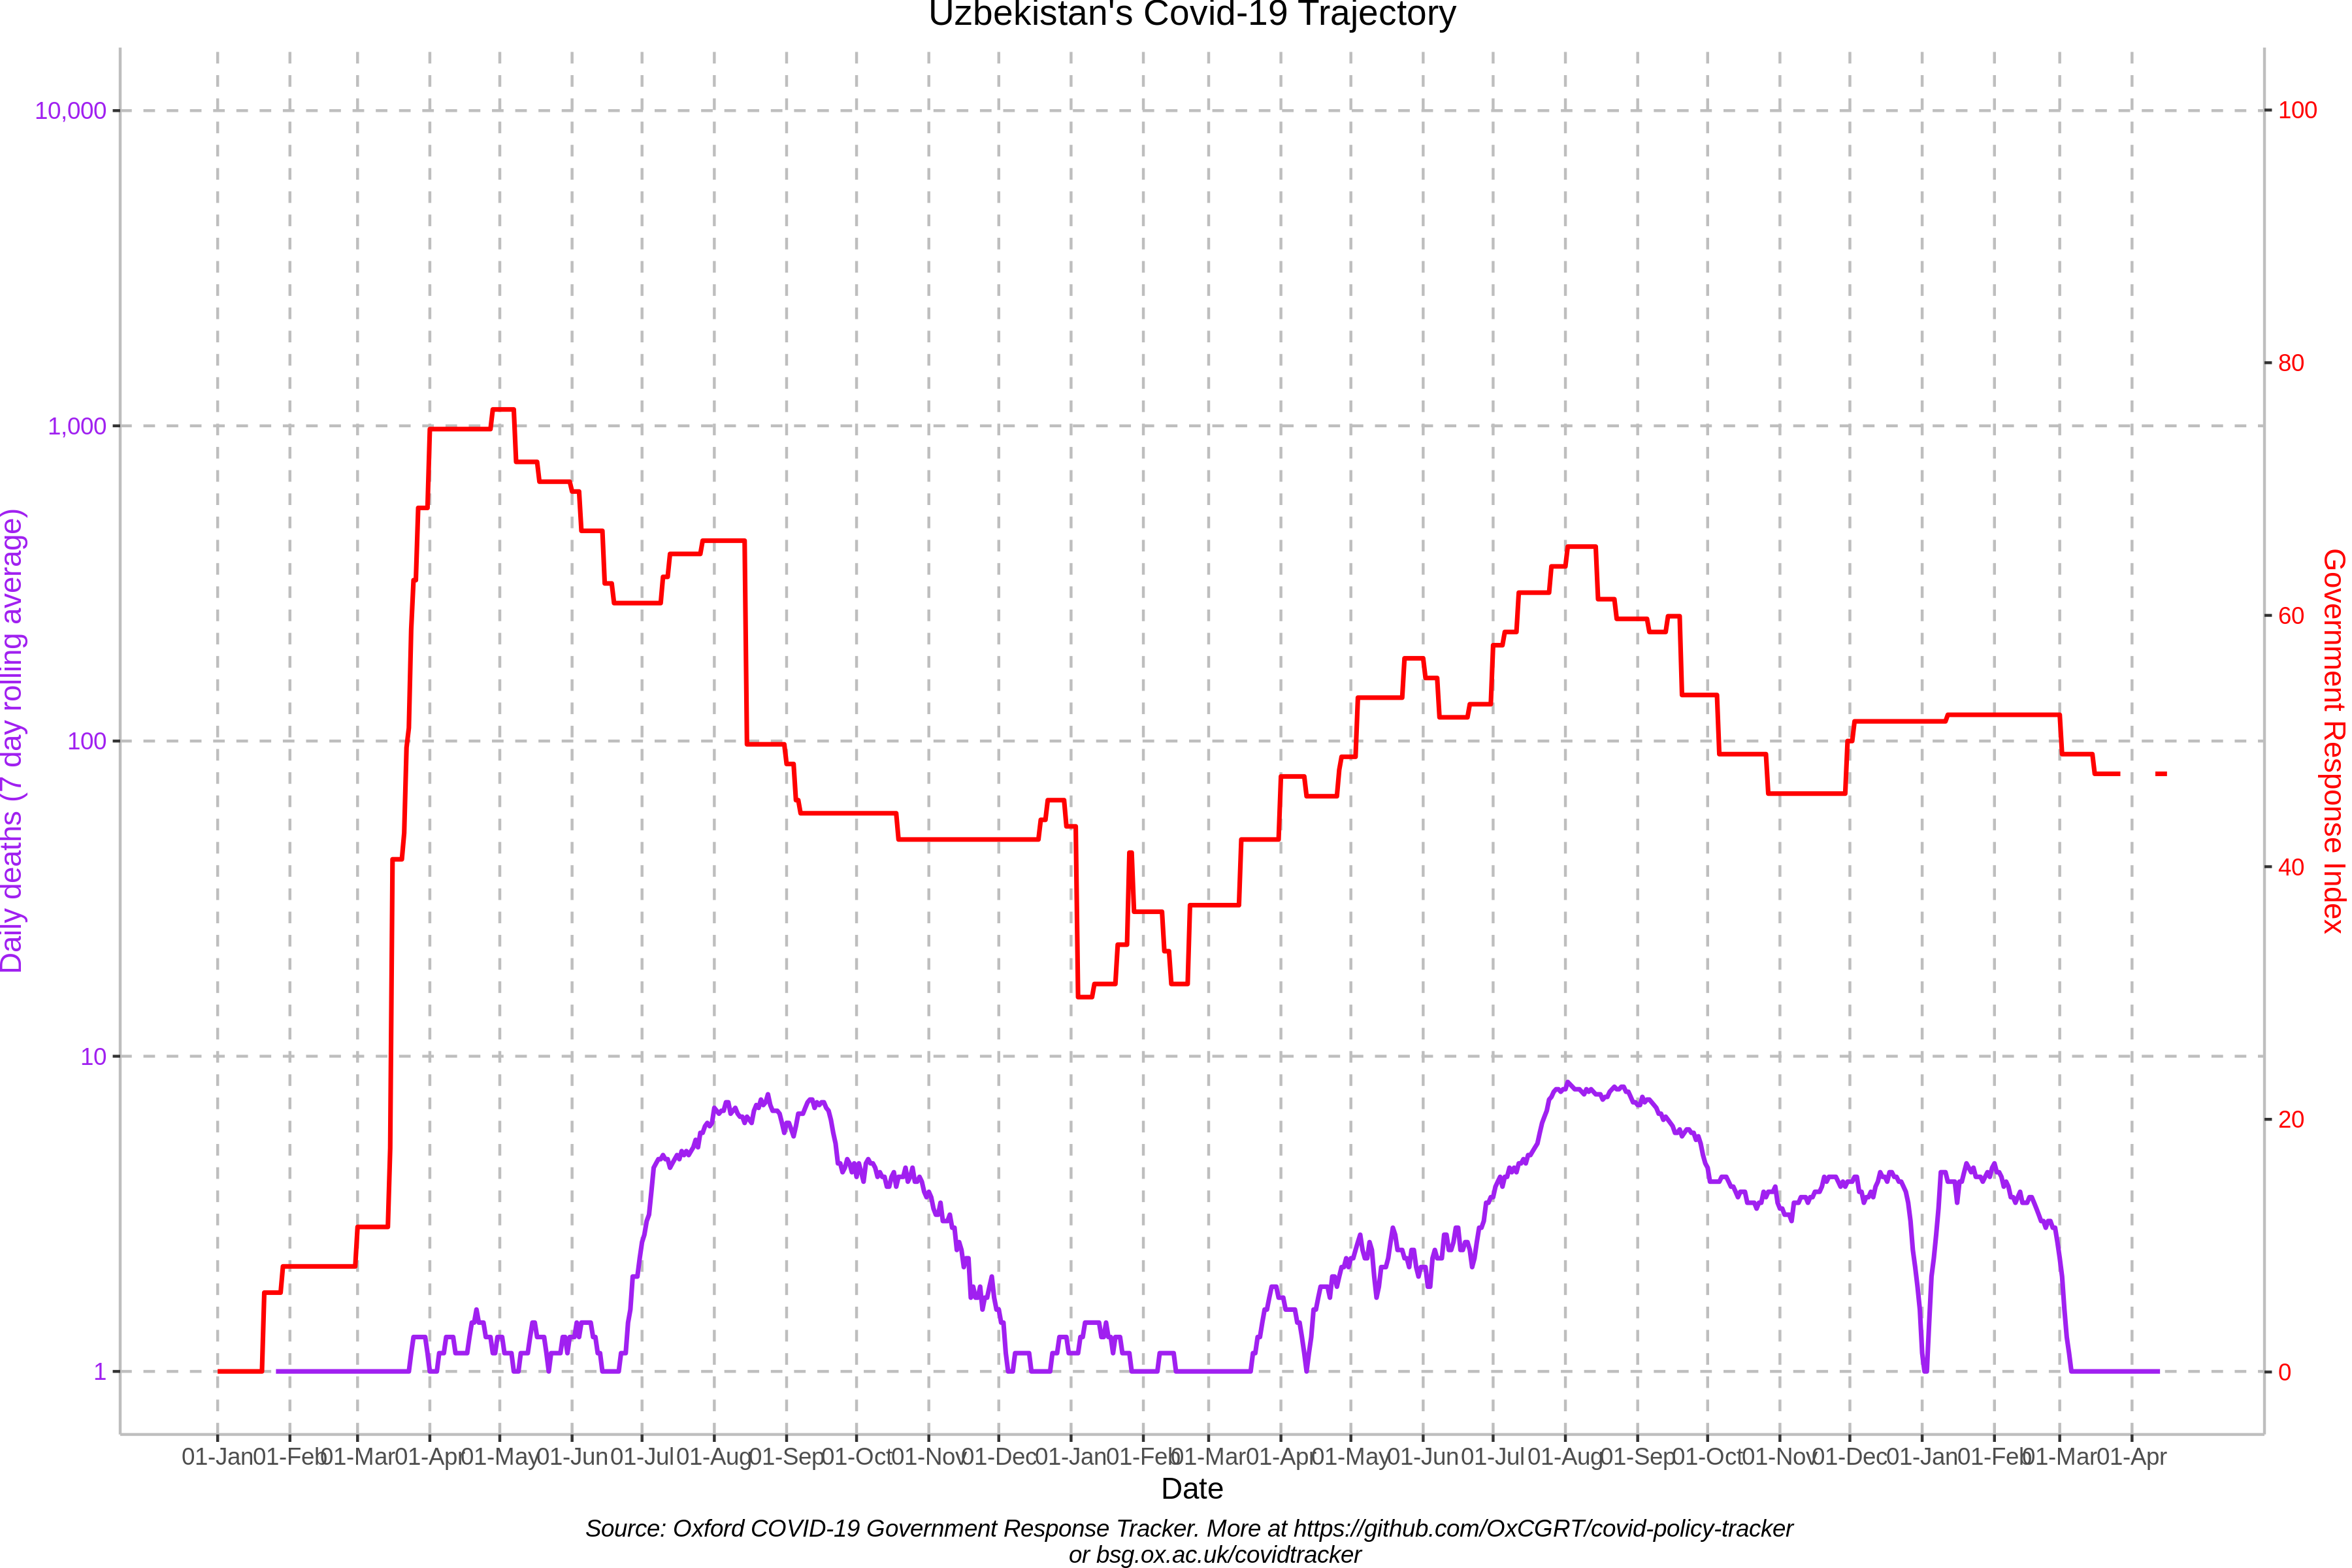 Uzbekistan's Covid-19 Trajectory
10,000
1,000
100
10
1
Daily deaths (7 day rolling average)
100
80
60
40
20
0
Government Response Index
01-Jan 01-Feb 01-Mar 01-Apr 01-May 01-Jun 01-Jul 01-Aug 01-Sep 01-Oct 01-Nov 01-Dec 01-Jan 01-Feb 01-Mar 01-Apr 01-May 01-Jun 01-Jul 01-Aug 01-Sep 01-Oct 01-Nov 01-Dec 01-Jan 01-Feb 01-Mar 01-Apr
Date
Source: Oxford COVID-19 Government Response Tracker. More at https://github.com/OxCGRT/covid-policy-tracker
or bsg.ox.ac.uk/covidtracker